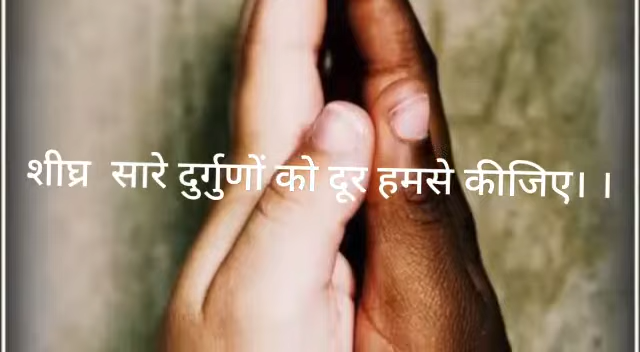 शीघ्र सारे दुर्गुणों को दूर हमसे कीजिए। ।